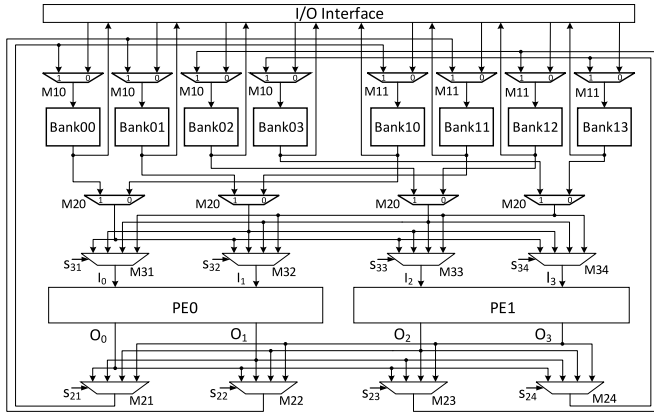 I/O Interface
1 0 1 0 1 0 1 0 1 0 1 0 1 0 1 0
M10 M10 M10 M11 M11 M11 M11
Bank00 Bank01 Bank02 Bank03 Bank10 Bank11 Bank12 Bank13
1 0 1 0 1 0 1 0
M20 M20 M20 M20
S31 M31 S32 M32 S33 M33 S34 M34
I0 I1 I2 I3
PE0 PE1
O0 O1 O2 O3
S21 M21 S22 M22 S23 M23 S24 M24